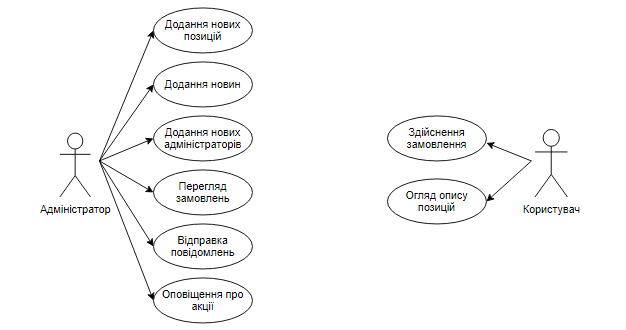 Додання нових
позицій
Додання новин
Додання нових
адміністраторів
Перегляд
замовлень
Відправка
повідомлень
Оповіщення про
акції
Адміністратор
Здійснення
замовлення
Огляд опису
позицій
Користувач